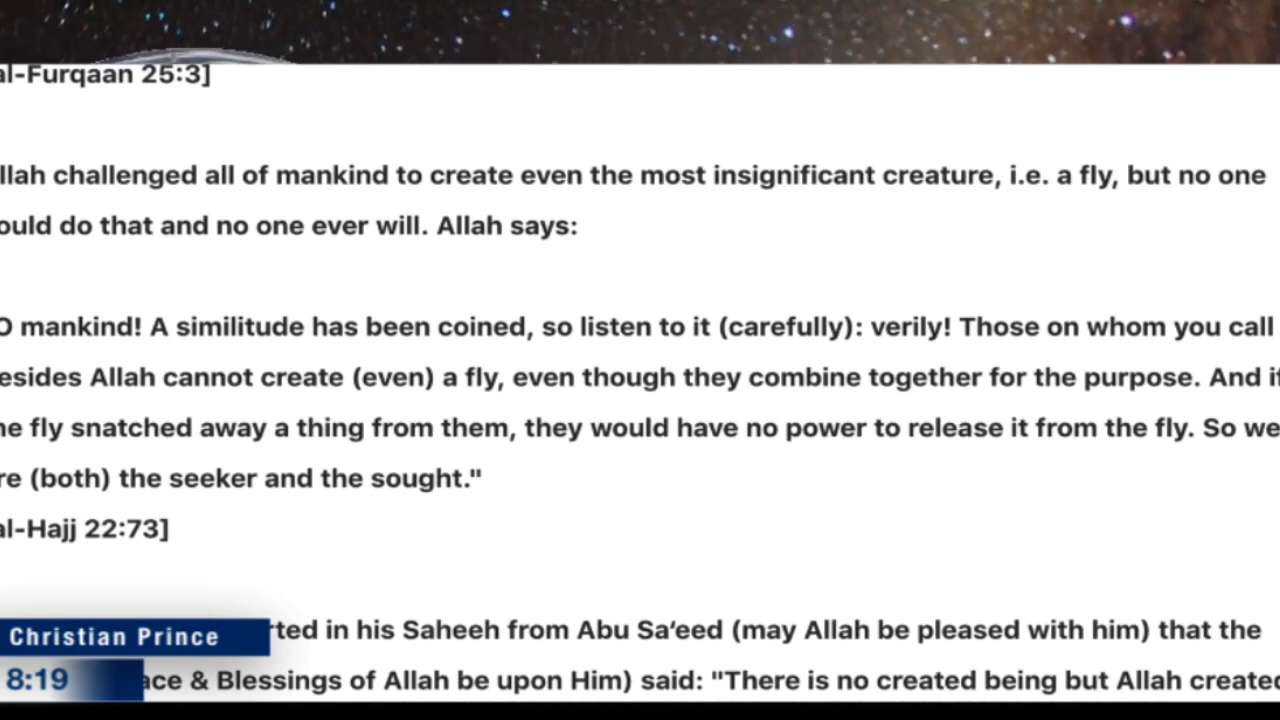 al-Furqaan 25:3]
llah challenged all of mankind to create even the most insignificant creature, i.e. a fly, but no one
ould do that and no one ever will. Allah says:
O mankind! A similitude has been coined, so listen to it (carefully): verily! Those on whom you call
esides Allah cannot create (even) a fly, even though they combine together for the purpose. And if
he fly snatched away a thing from them, they would have no power to release it from the fly. So we
re (both) the seeker and the sought."
al-Hajj 22:73]
rted in his Saheeh from Abu Sa‘eed (may Allah be pleased with him) that the
Christian Prince
ace & Blessings of Allah be upon Him) said: "There is no created being but Allah created
8:19